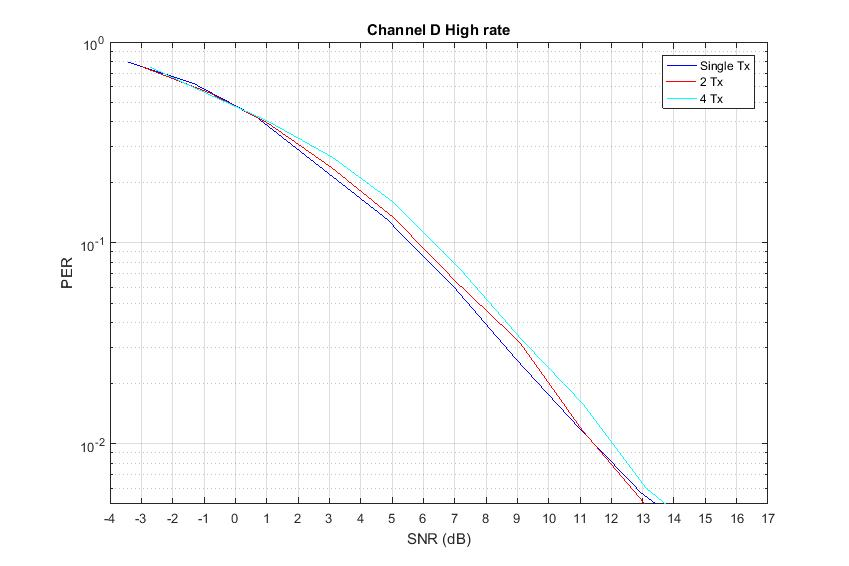 Channel D High rate
Single Tx
2 Tx
4 Tx
10^0
10^-1
10^-2
PER
-4 -3 -2 -1 0 1 2 3 4 5 6 7 8 9 10 11 12 13 14 15 16 17
SNR (dB)